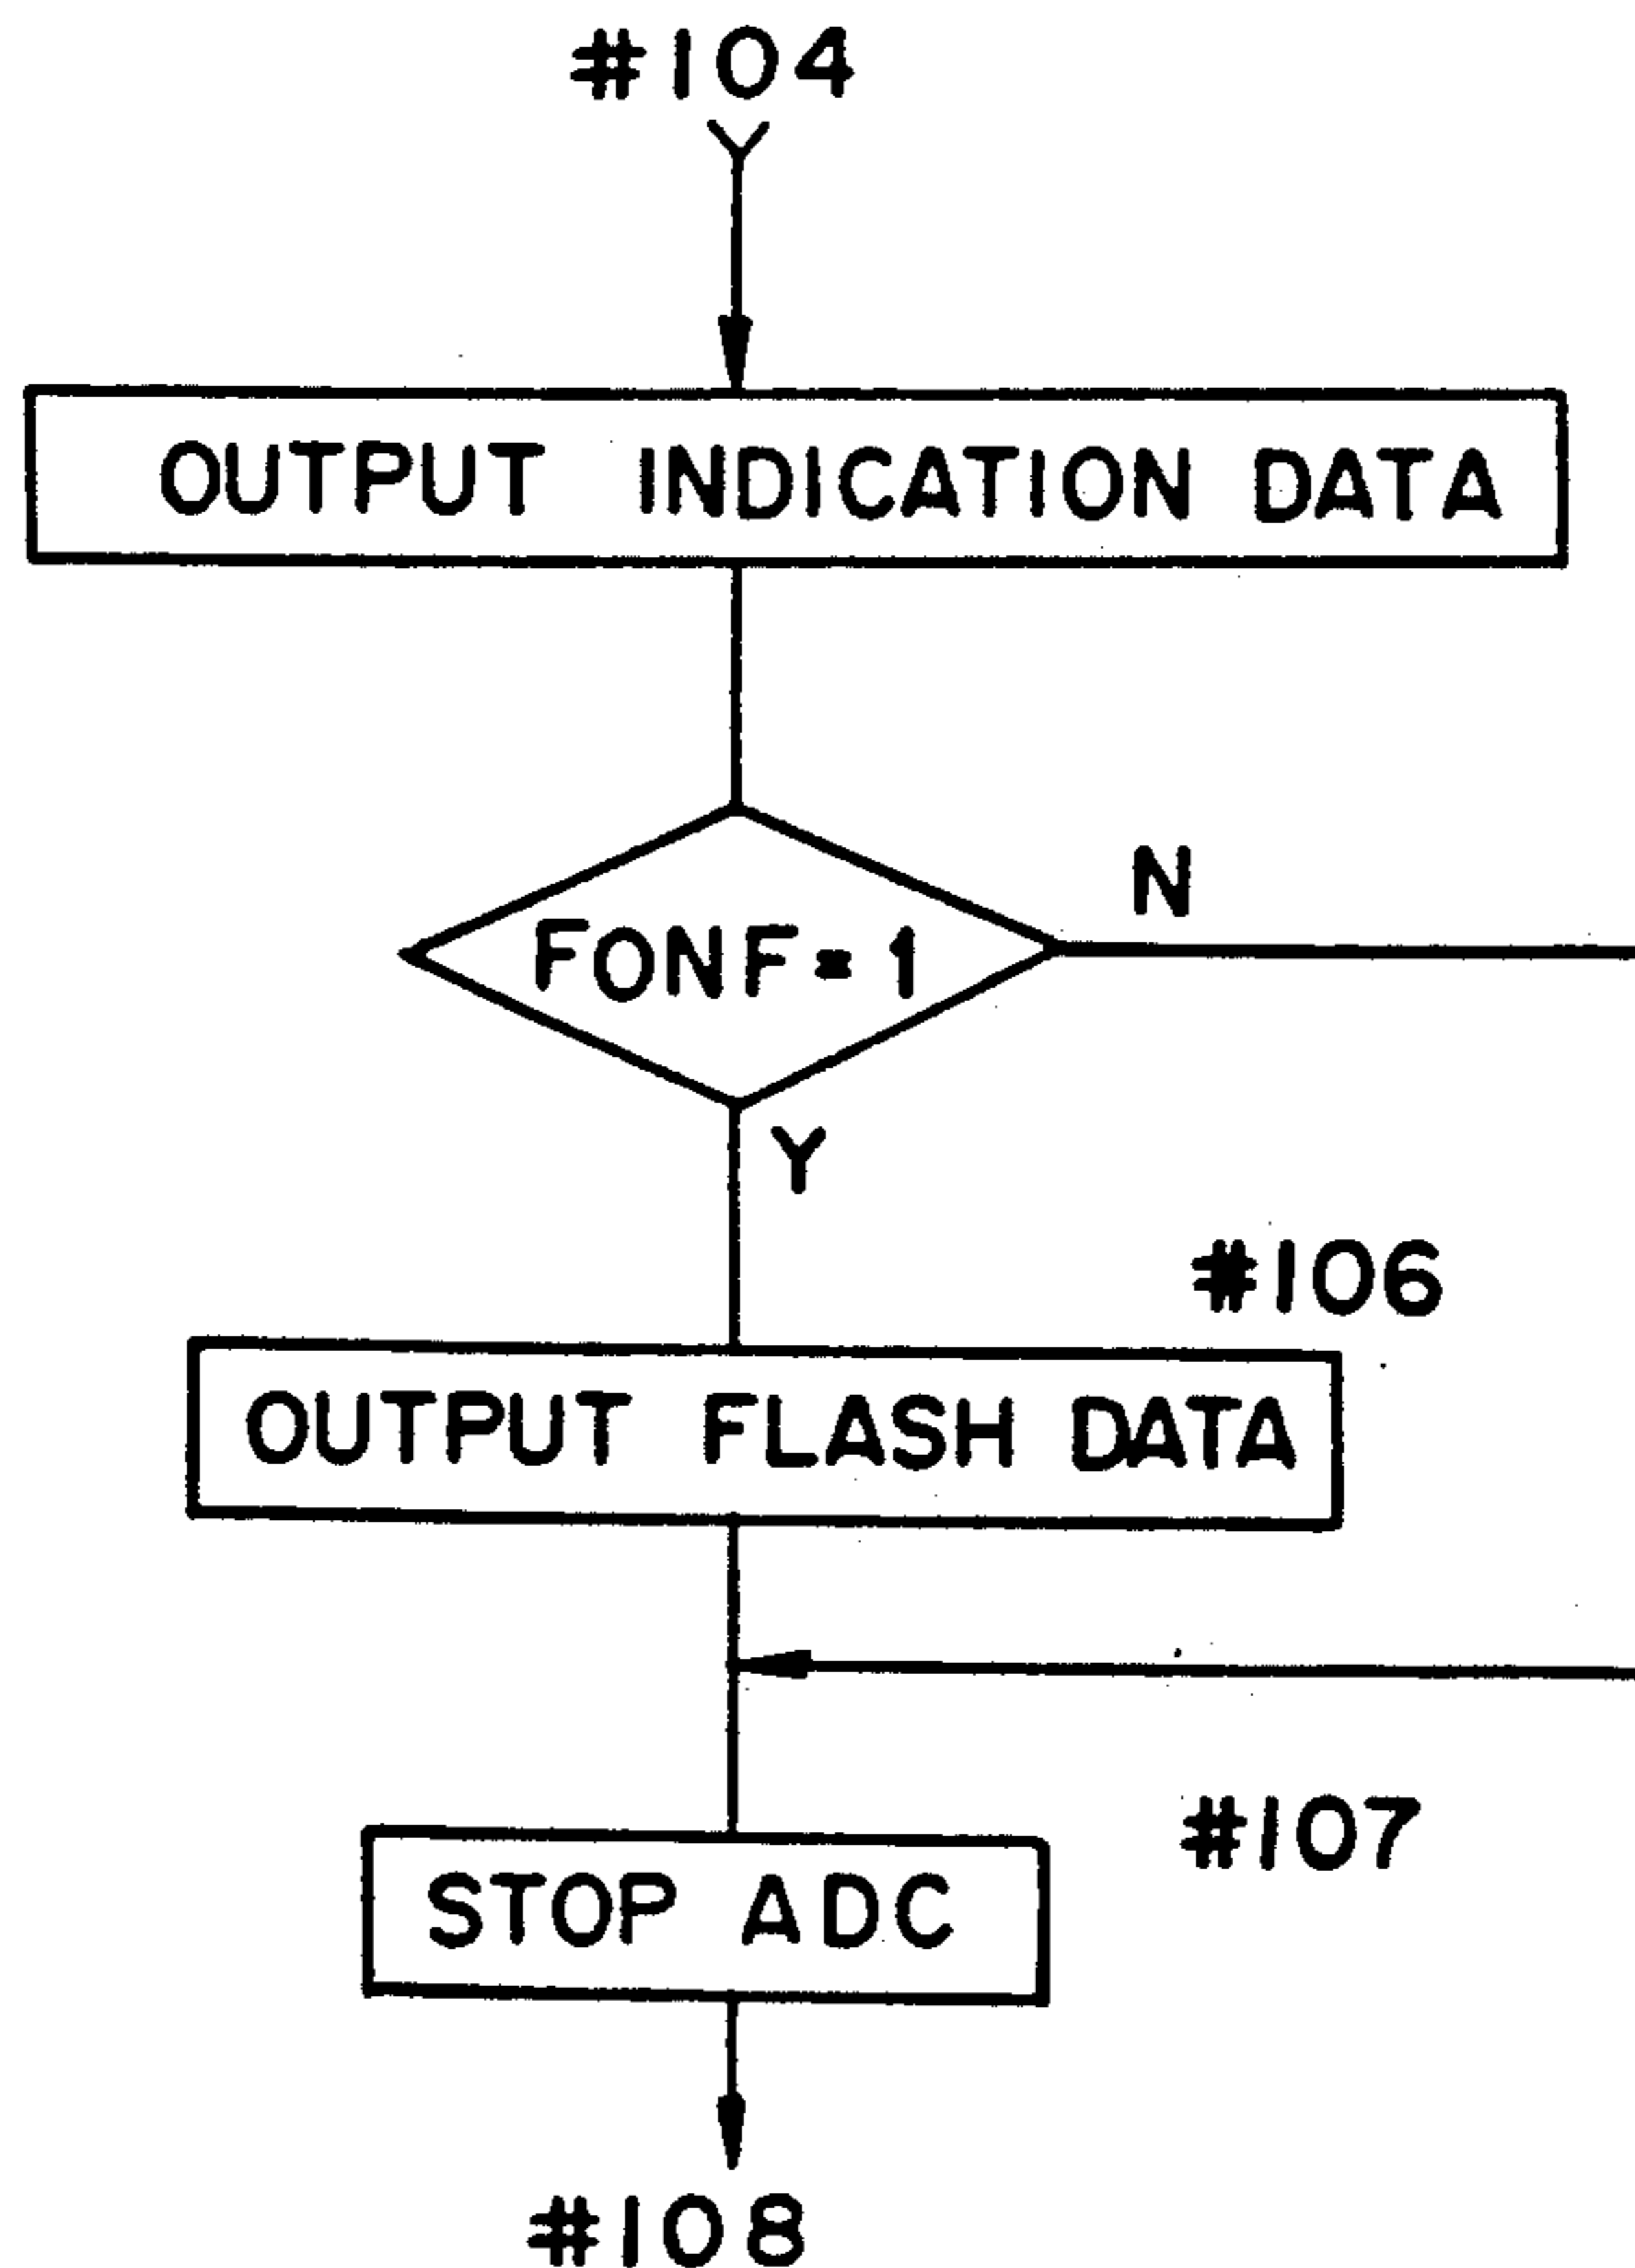 #104
Y
OUTPUT INDICATION DATA
N
FONF=1
Y
#106
OUTPUT FLASH DATA
#107
STOP ADC
#108